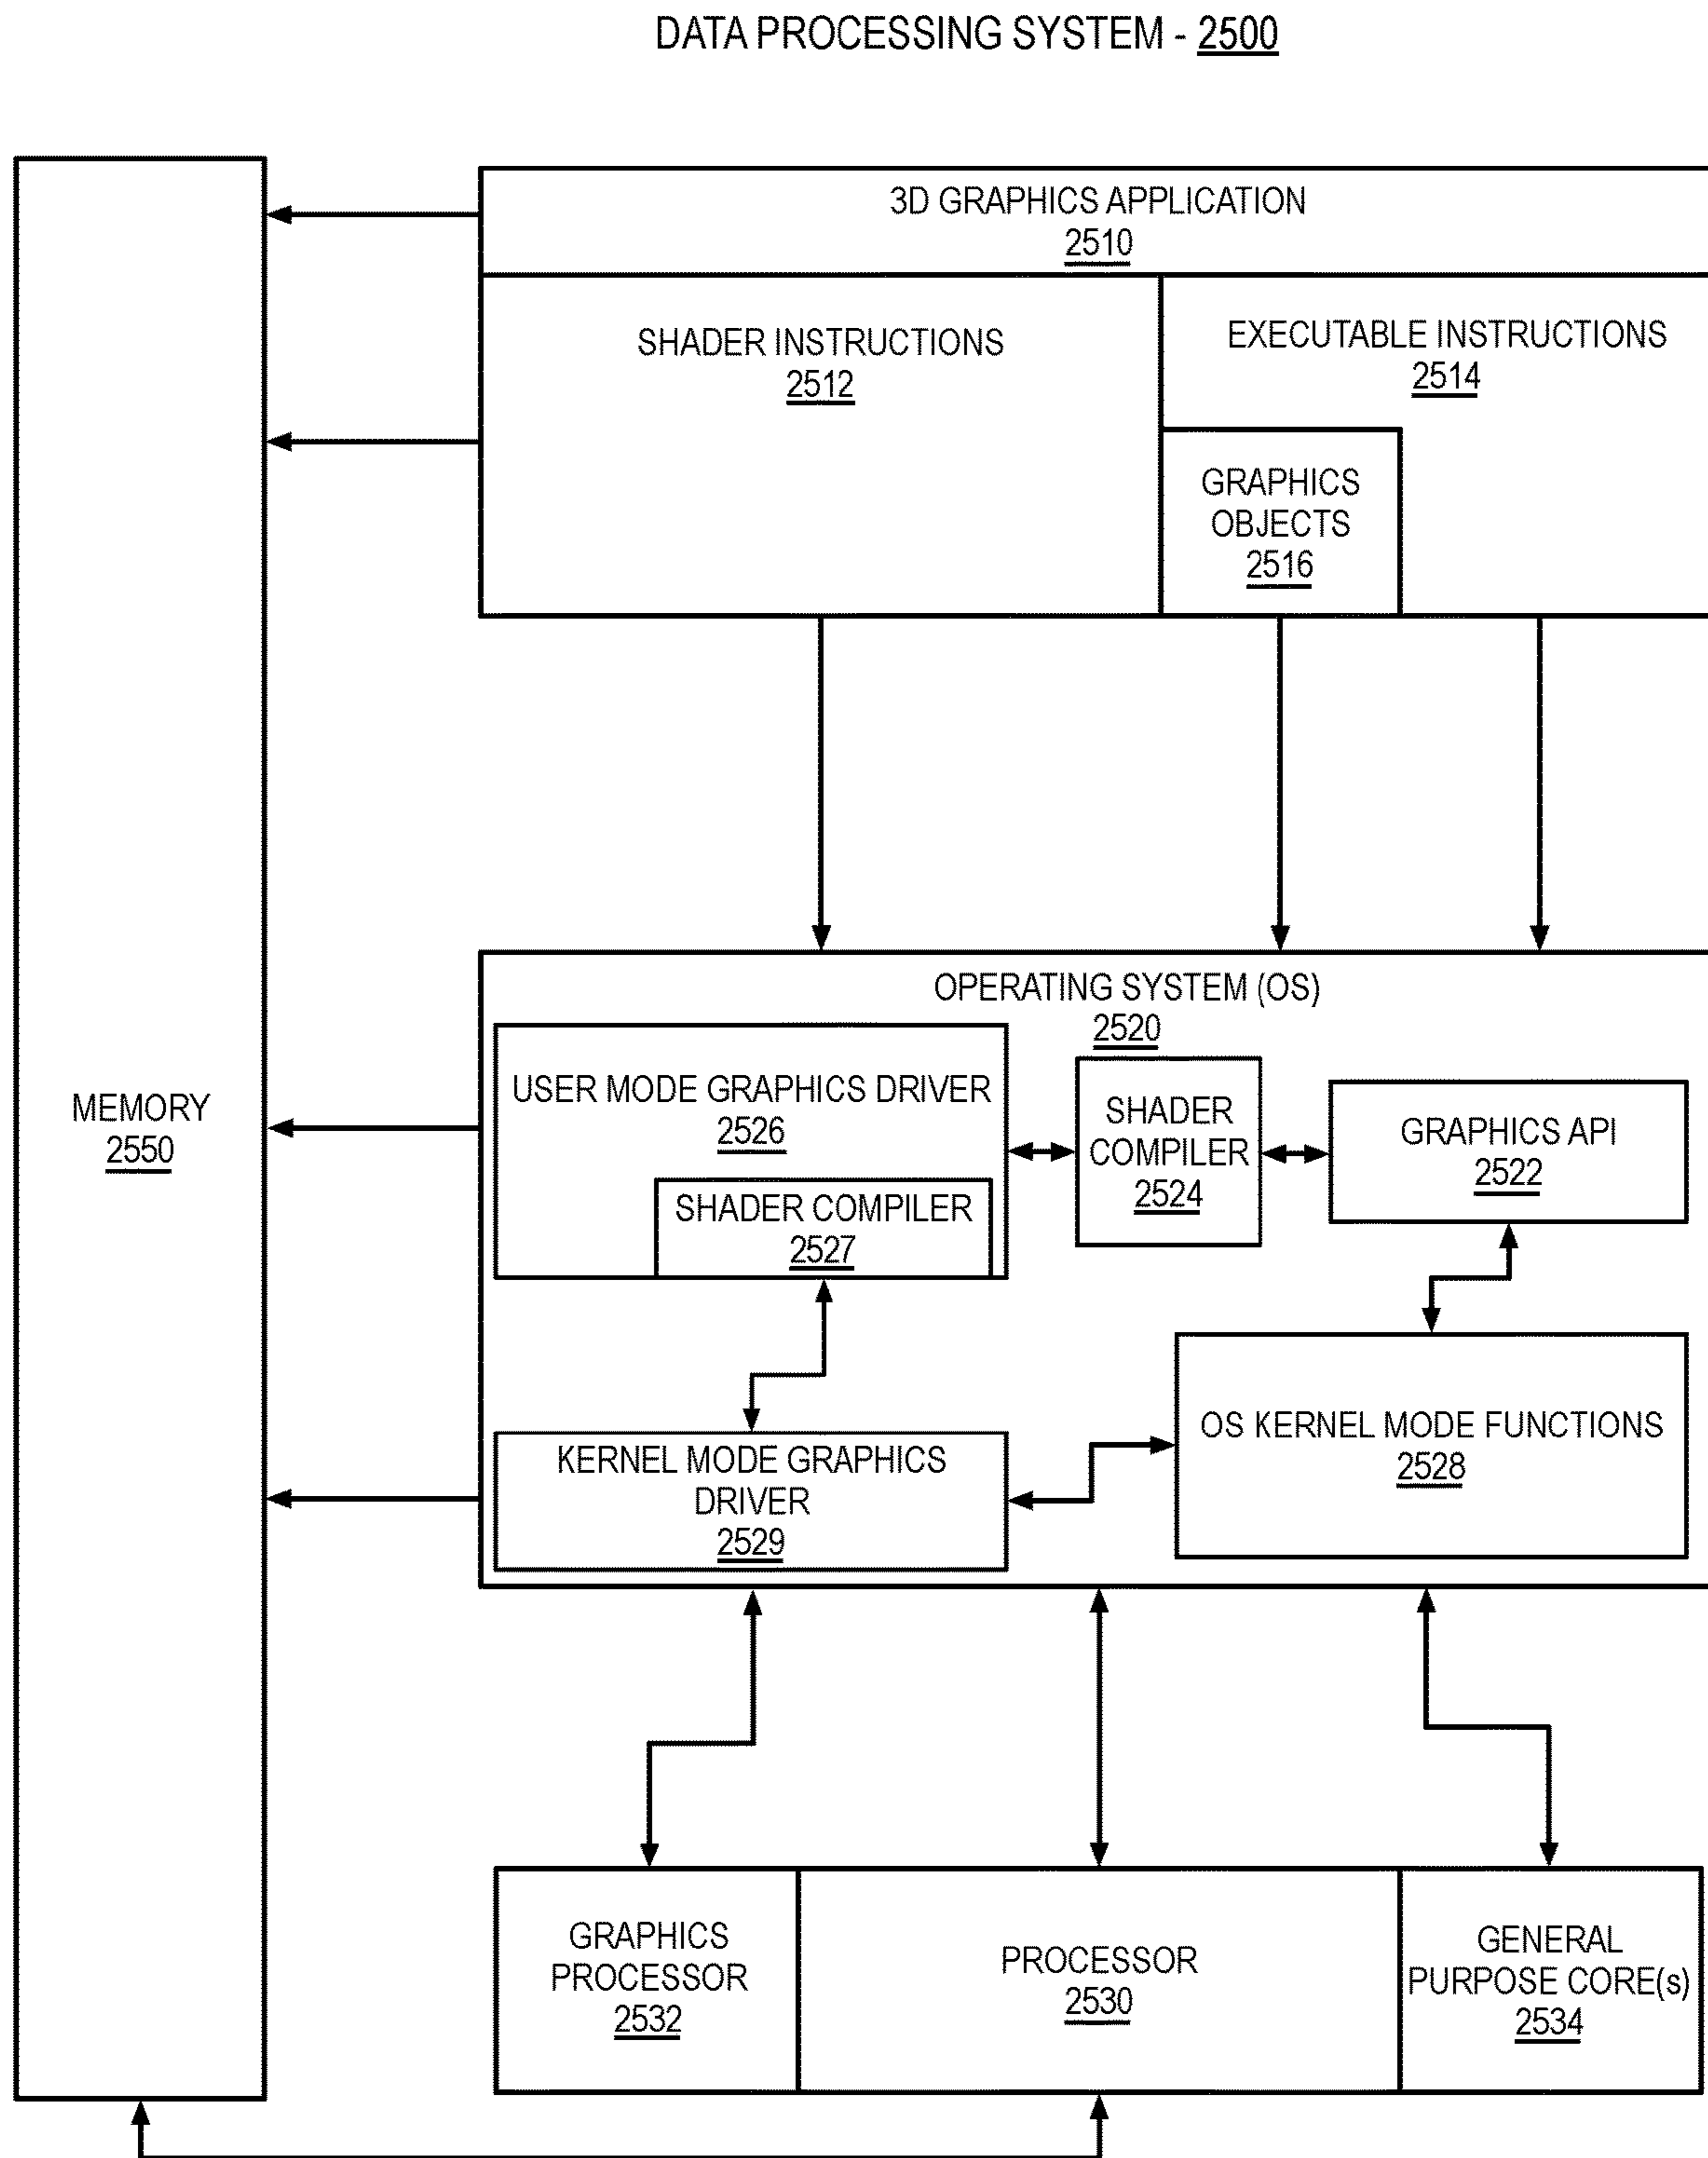 DATA PROCESSING SYSTEM - 2500
3D GRAPHICS APPLICATION
2510
SHADER INSTRUCTIONS
2512
EXECUTABLE INSTRUCTIONS
2514
GRAPHICS
OBJECTS
2516
MEMORY
2550
OPERATING SYSTEM (OS)
2520
USER MODE GRAPHICS DRIVER
2526
SHADER COMPILER
2527
SHADER
COMPILER
2524
GRAPHICS API
2522
KERNEL MODE GRAPHICS
DRIVER
2529
OS KERNEL MODE FUNCTIONS
2528
GRAPHICS
PROCESSOR
2532
PROCESSOR
2530
GENERAL
PURPOSE CORE(s)
2534